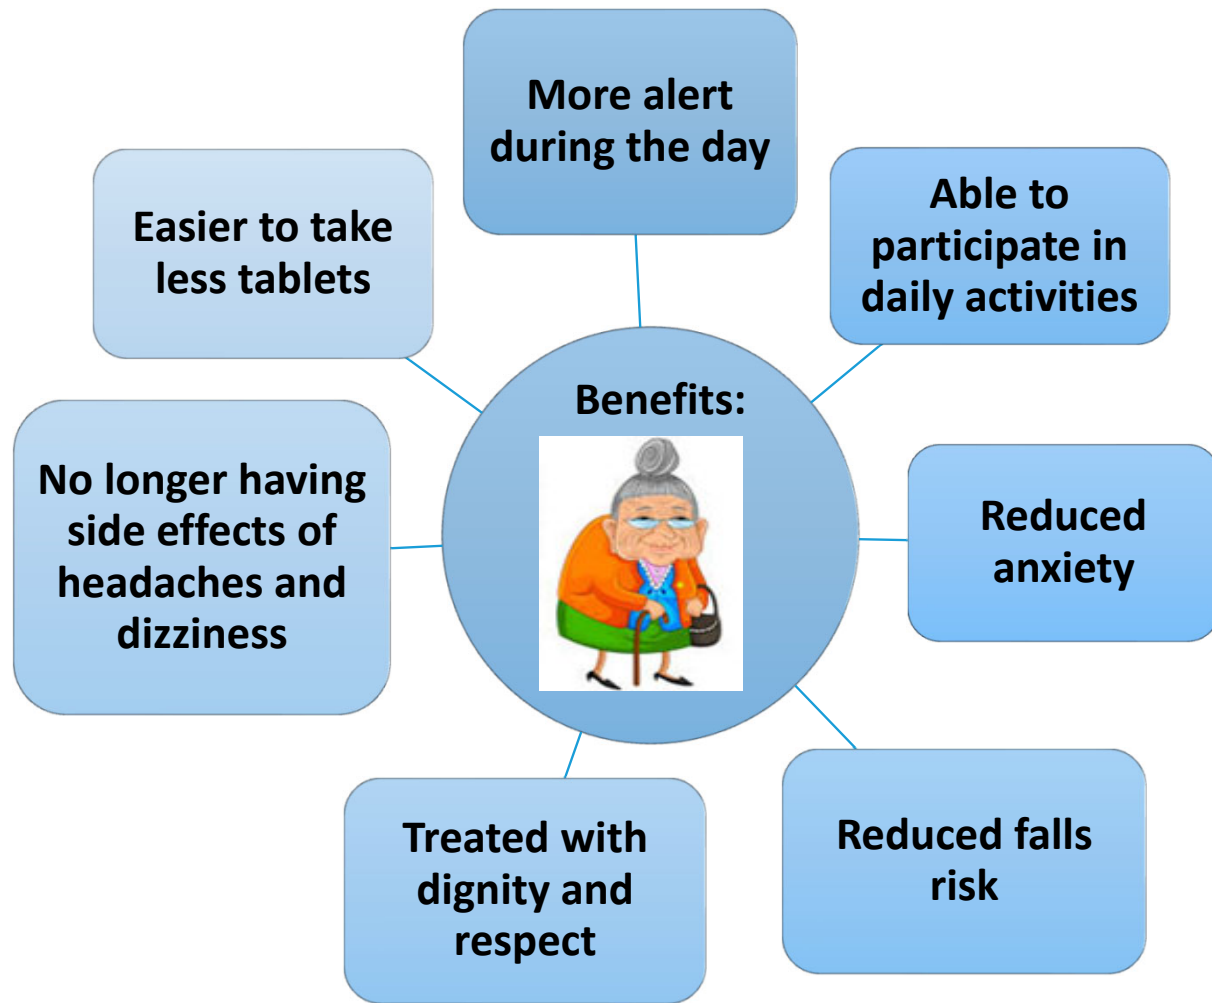 More alert
during the day
Able to
participate in
daily activities
Reduced
anxiety
Reduced falls
risk
Treated with
dignity and
respect
No longer having
side effects of
headaches and
dizziness
Easier to take
less tablets
Benefits: